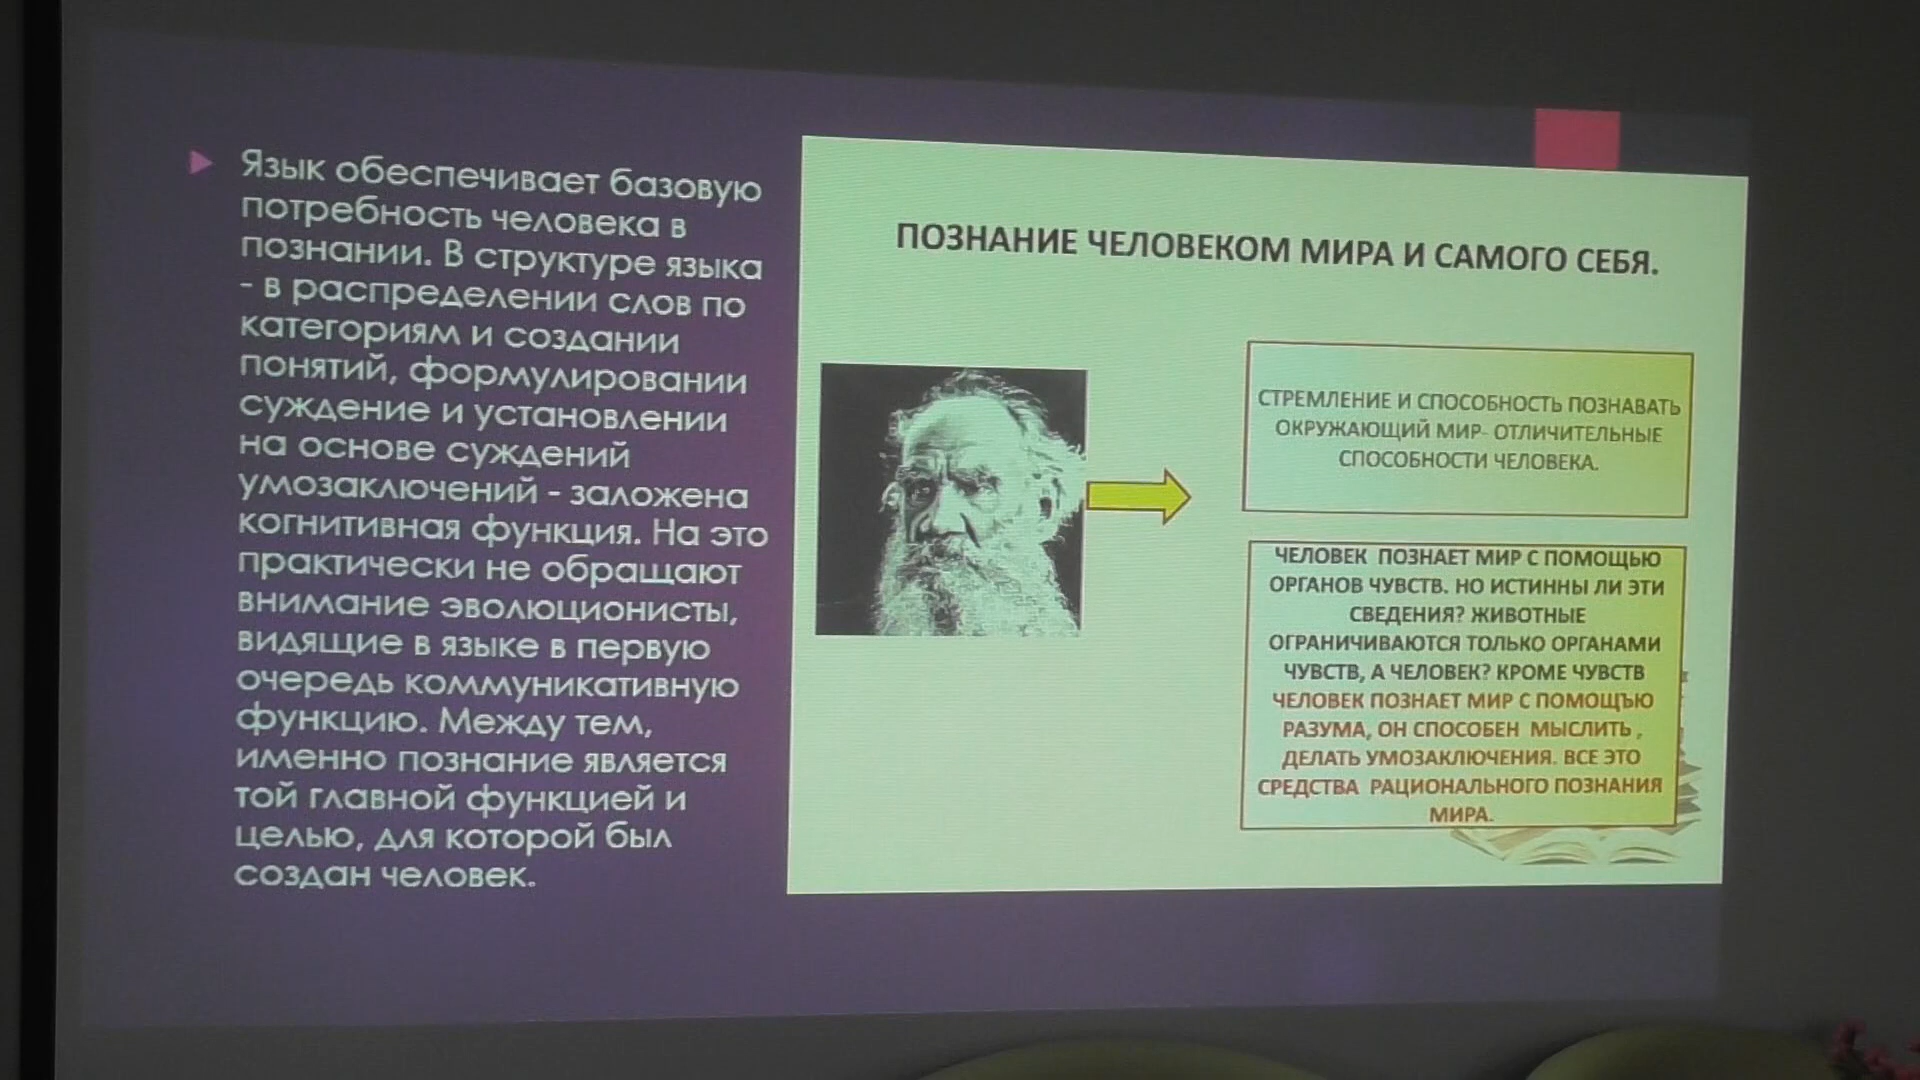 Язык обеспечивает базовую
потребность человека в
познании. В структуре языка
- в распределении слов по
категориям и создании
понятий, формулировании
суждение и установлении
на основе суждений
умозаключений - заложена
когнитивная функция. На это
практически не обращают
внимание эволюционисты,
видящие в языке в первую
очередь коммуникативную
функцию. Между тем,
именно познание является
той главной функцией и
целью, для которой был
создан человек.
ПОЗНАНИЕ ЧЕЛОВЕКОМ МИРА И САМОГО СЕБЯ.
СТРЕМЛЕНИЕ И СПОСОБНОСТЬ ПОЗНАВАТЬ
ОКРУЖАЮЩИЙ МИР- ОТЛИЧИТЕЛЬНЫЕ
СПОСОБНОСТИ ЧЕЛОВЕКА.
ЧЕЛОВЕК ПОЗНАЕТ МИР С ПОМОЩЬЮ
ОРГАНОВ ЧУВСТВ. НО ИСТИННЫ ЛИ ЭТИ
СВЕДЕНИЯ? ЖИВОТНЫЕ
ОГРАНИЧИВАЮТСЯ ТОЛЬКО ОРГАНАМИ
ЧУВСТВ, А ЧЕЛОВЕК? КРОМЕ ЧУВСТВ
ЧЕЛОВЕК ПОЗНАЕТ МИР С ПОМОЩЪЮ
РАЗУМА, ОН СПОСОБЕН МЫСЛИТЬ ,
ДЕЛАТЬ УМОЗАКЛЮЧЕНИЯ. ВСЕ ЭТО
СРЕДСТВА РАЦИОНАЛЬНОГО ПОЗНАНИЯ
МИРА.